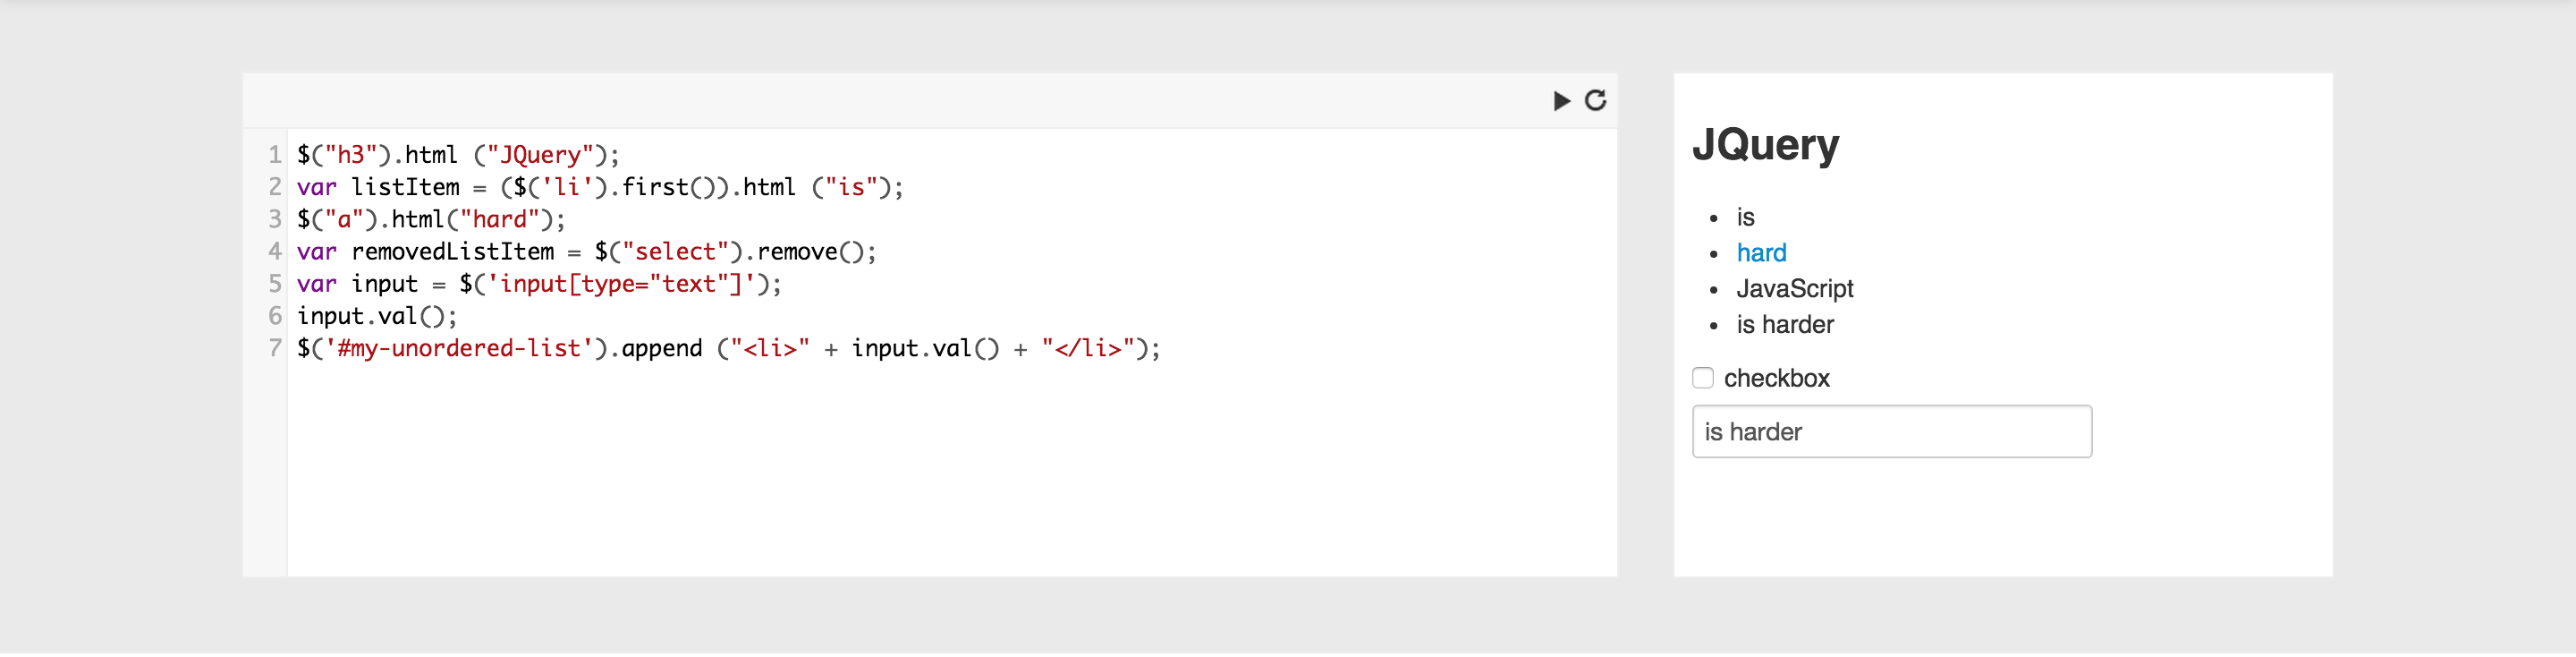 1 $("h3").html ("JQuery");
2 var listItem = ($('li').first()).html ("is");
3 $("a").html("hard");
4 var removedListItem = $("select").remove();
5 var input = $('input[type="text"]');
6 input.val();
7 $('#my-unordered-list').append ("<li>" + input.val() + "</li>");
JQuery
• is
• hard
• JavaScript
• is harder
checkbox
is harder